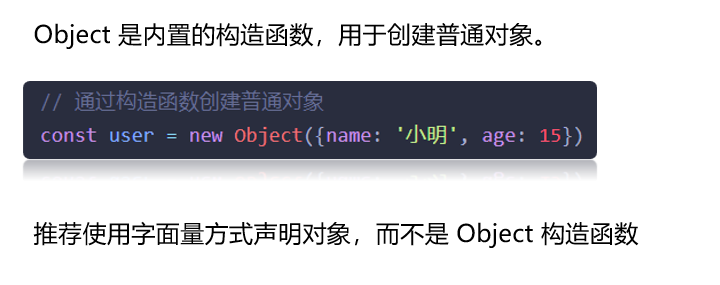 Object 是内置的构造函数，用于创建普通对象。
// 通过构造函数创建普通对象
const user = new Object({name: '小明', age: 15})
推荐使用字面量方式声明对象，而不是 Object 构造函数